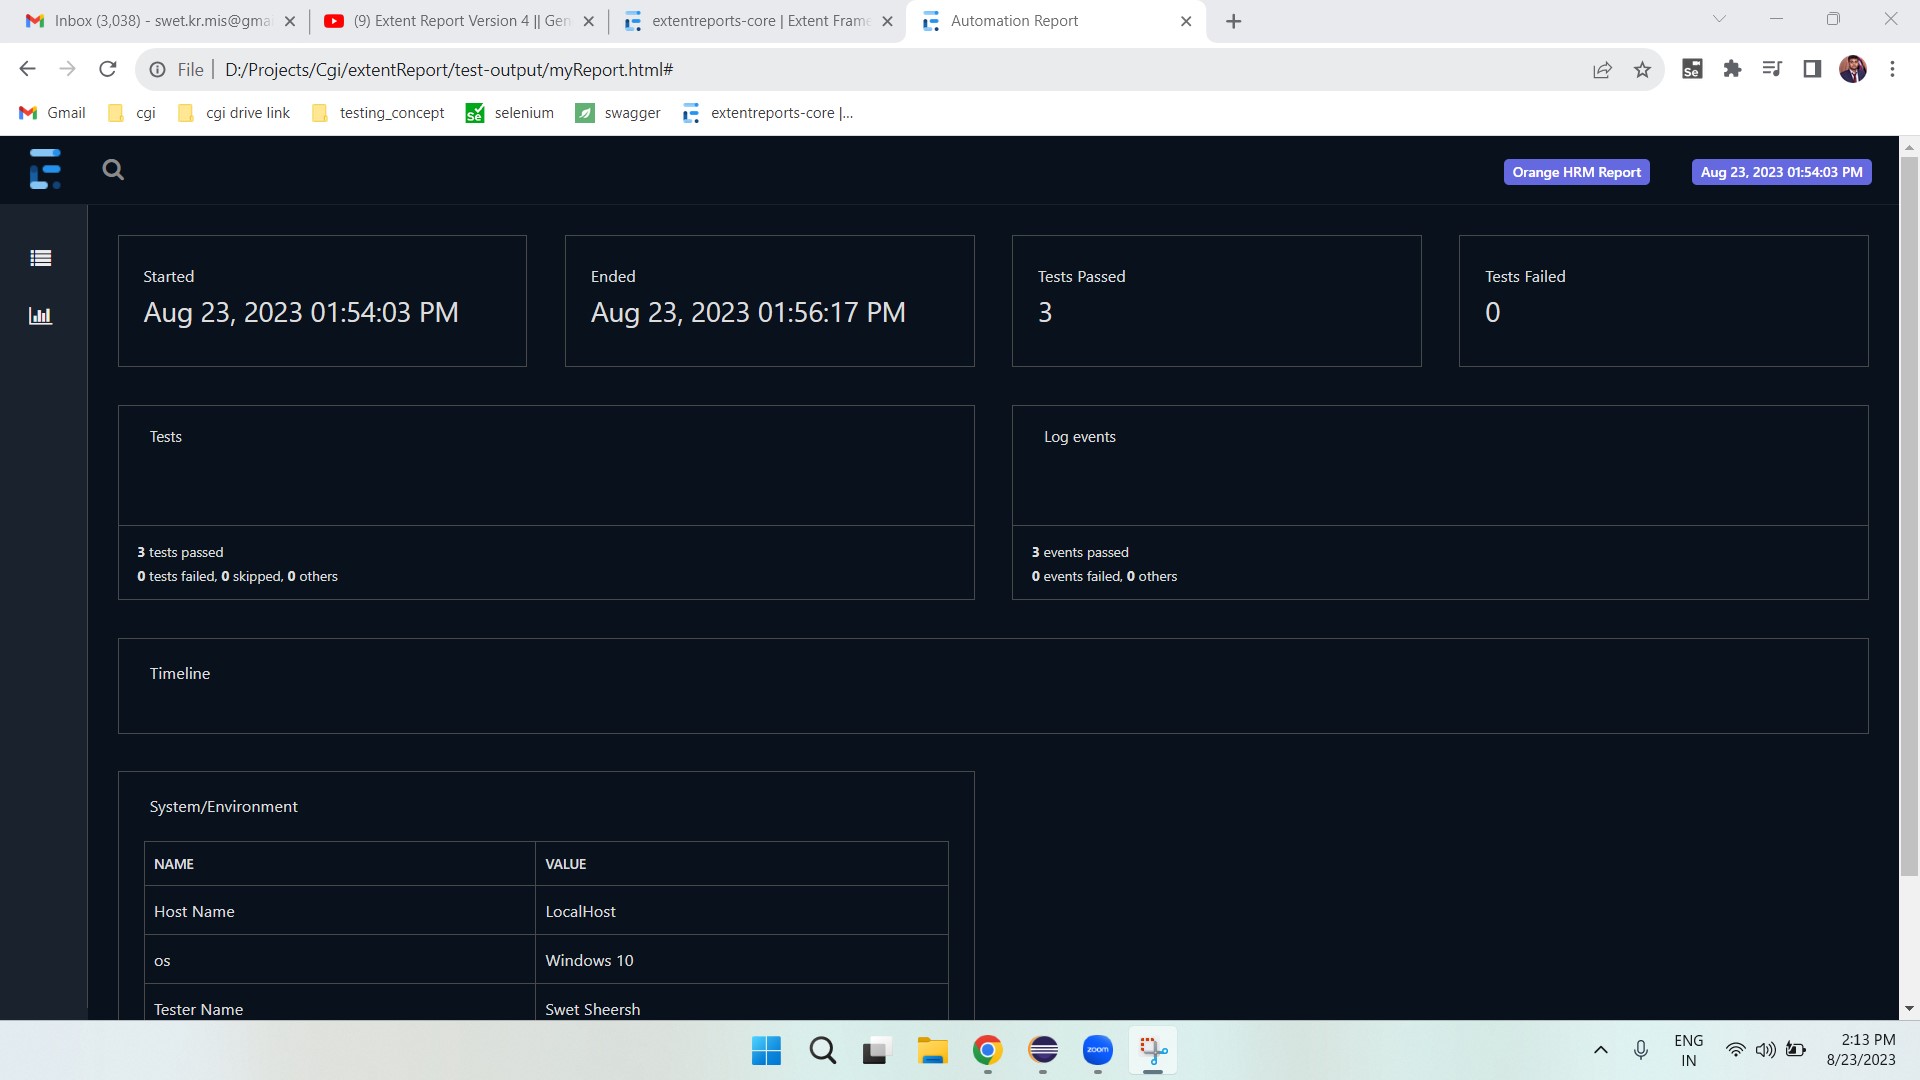 Inbox (3,038) - swet.kr.mis@gmai
(9) Extent Report Version 4 || Gen
extentreports-core | Extent Frame
Automation Report
File
D:/Projects/Cgi/extentReport/test-output/myReport.html#
Gmail
cgi
cgi drive link
testing_concept
Se
selenium
swagger
extentreports-core |...
Orange HRM Report
Aug 23, 2023 01:54:03 PM
Started
Aug 23, 2023 01:54:03 PM
Ended
Aug 23, 2023 01:56:17 PM
Tests Passed
3
Tests Failed
0
Tests
3 tests passed
0 tests failed, 0 skipped, 0 others
Log events
3 events passed
0 events failed, 0 others
Timeline
System/Environment
NAME VALUE
Host Name LocalHost
os Windows 10
Tester Name Swet Sheersh
zoom
ENG
IN
2:13 PM
8/23/2023
Se